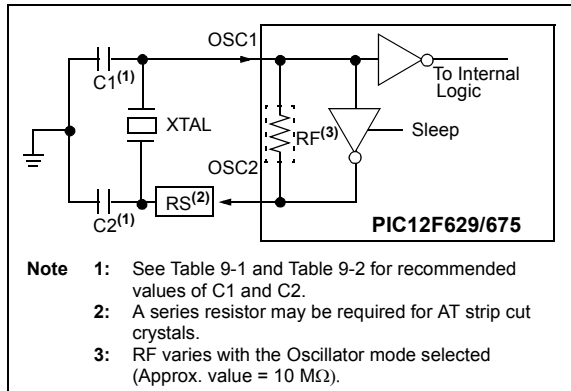 OSC1
C1(1)
To Internal
Logic
XTAL
RF(3)
Sleep
OSC2
RS(2)
C2(1)
PIC12F629/675
Note 1: See Table 9-1 and Table 9-2 for recommended
values of C1 and C2.
2: A series resistor may be required for AT strip cut
crystals.
3: RF varies with the Oscillator mode selected
(Approx. value = 10 MΩ).